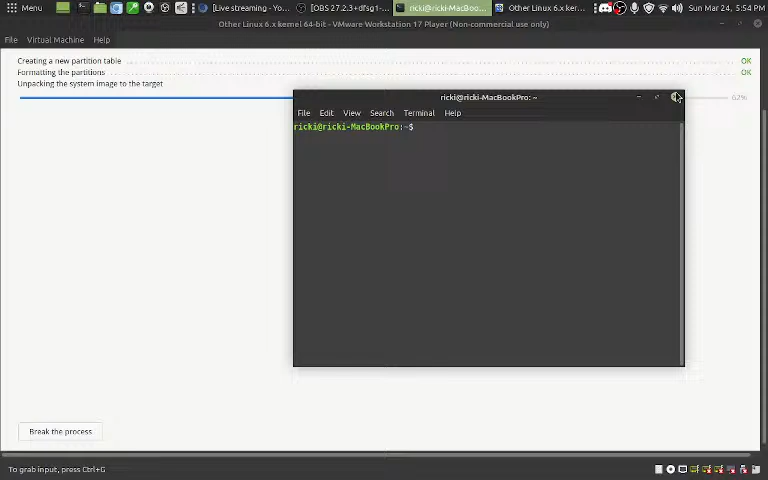 Menu
[Live streaming - Yo...
[OBS 27.2.3+dfsg1-...
ricki@ricki-MacBoo...
Other Linux 6.x ker...
Sun Mar 24, 5:54 PM
Other Linux 6.x kernel 64-bit - VMware Workstation 17 Player (Non-commercial use only)
File Virtual Machine Help
Creating a new partition table OK
Formatting the partitions OK
Unpacking the system image to the target
62%
ricki@ricki-MacBookPro: ~
File Edit View Search Terminal Help
ricki@ricki-MacBookPro:~$
Break the process
To grab input, press Ctrl+G